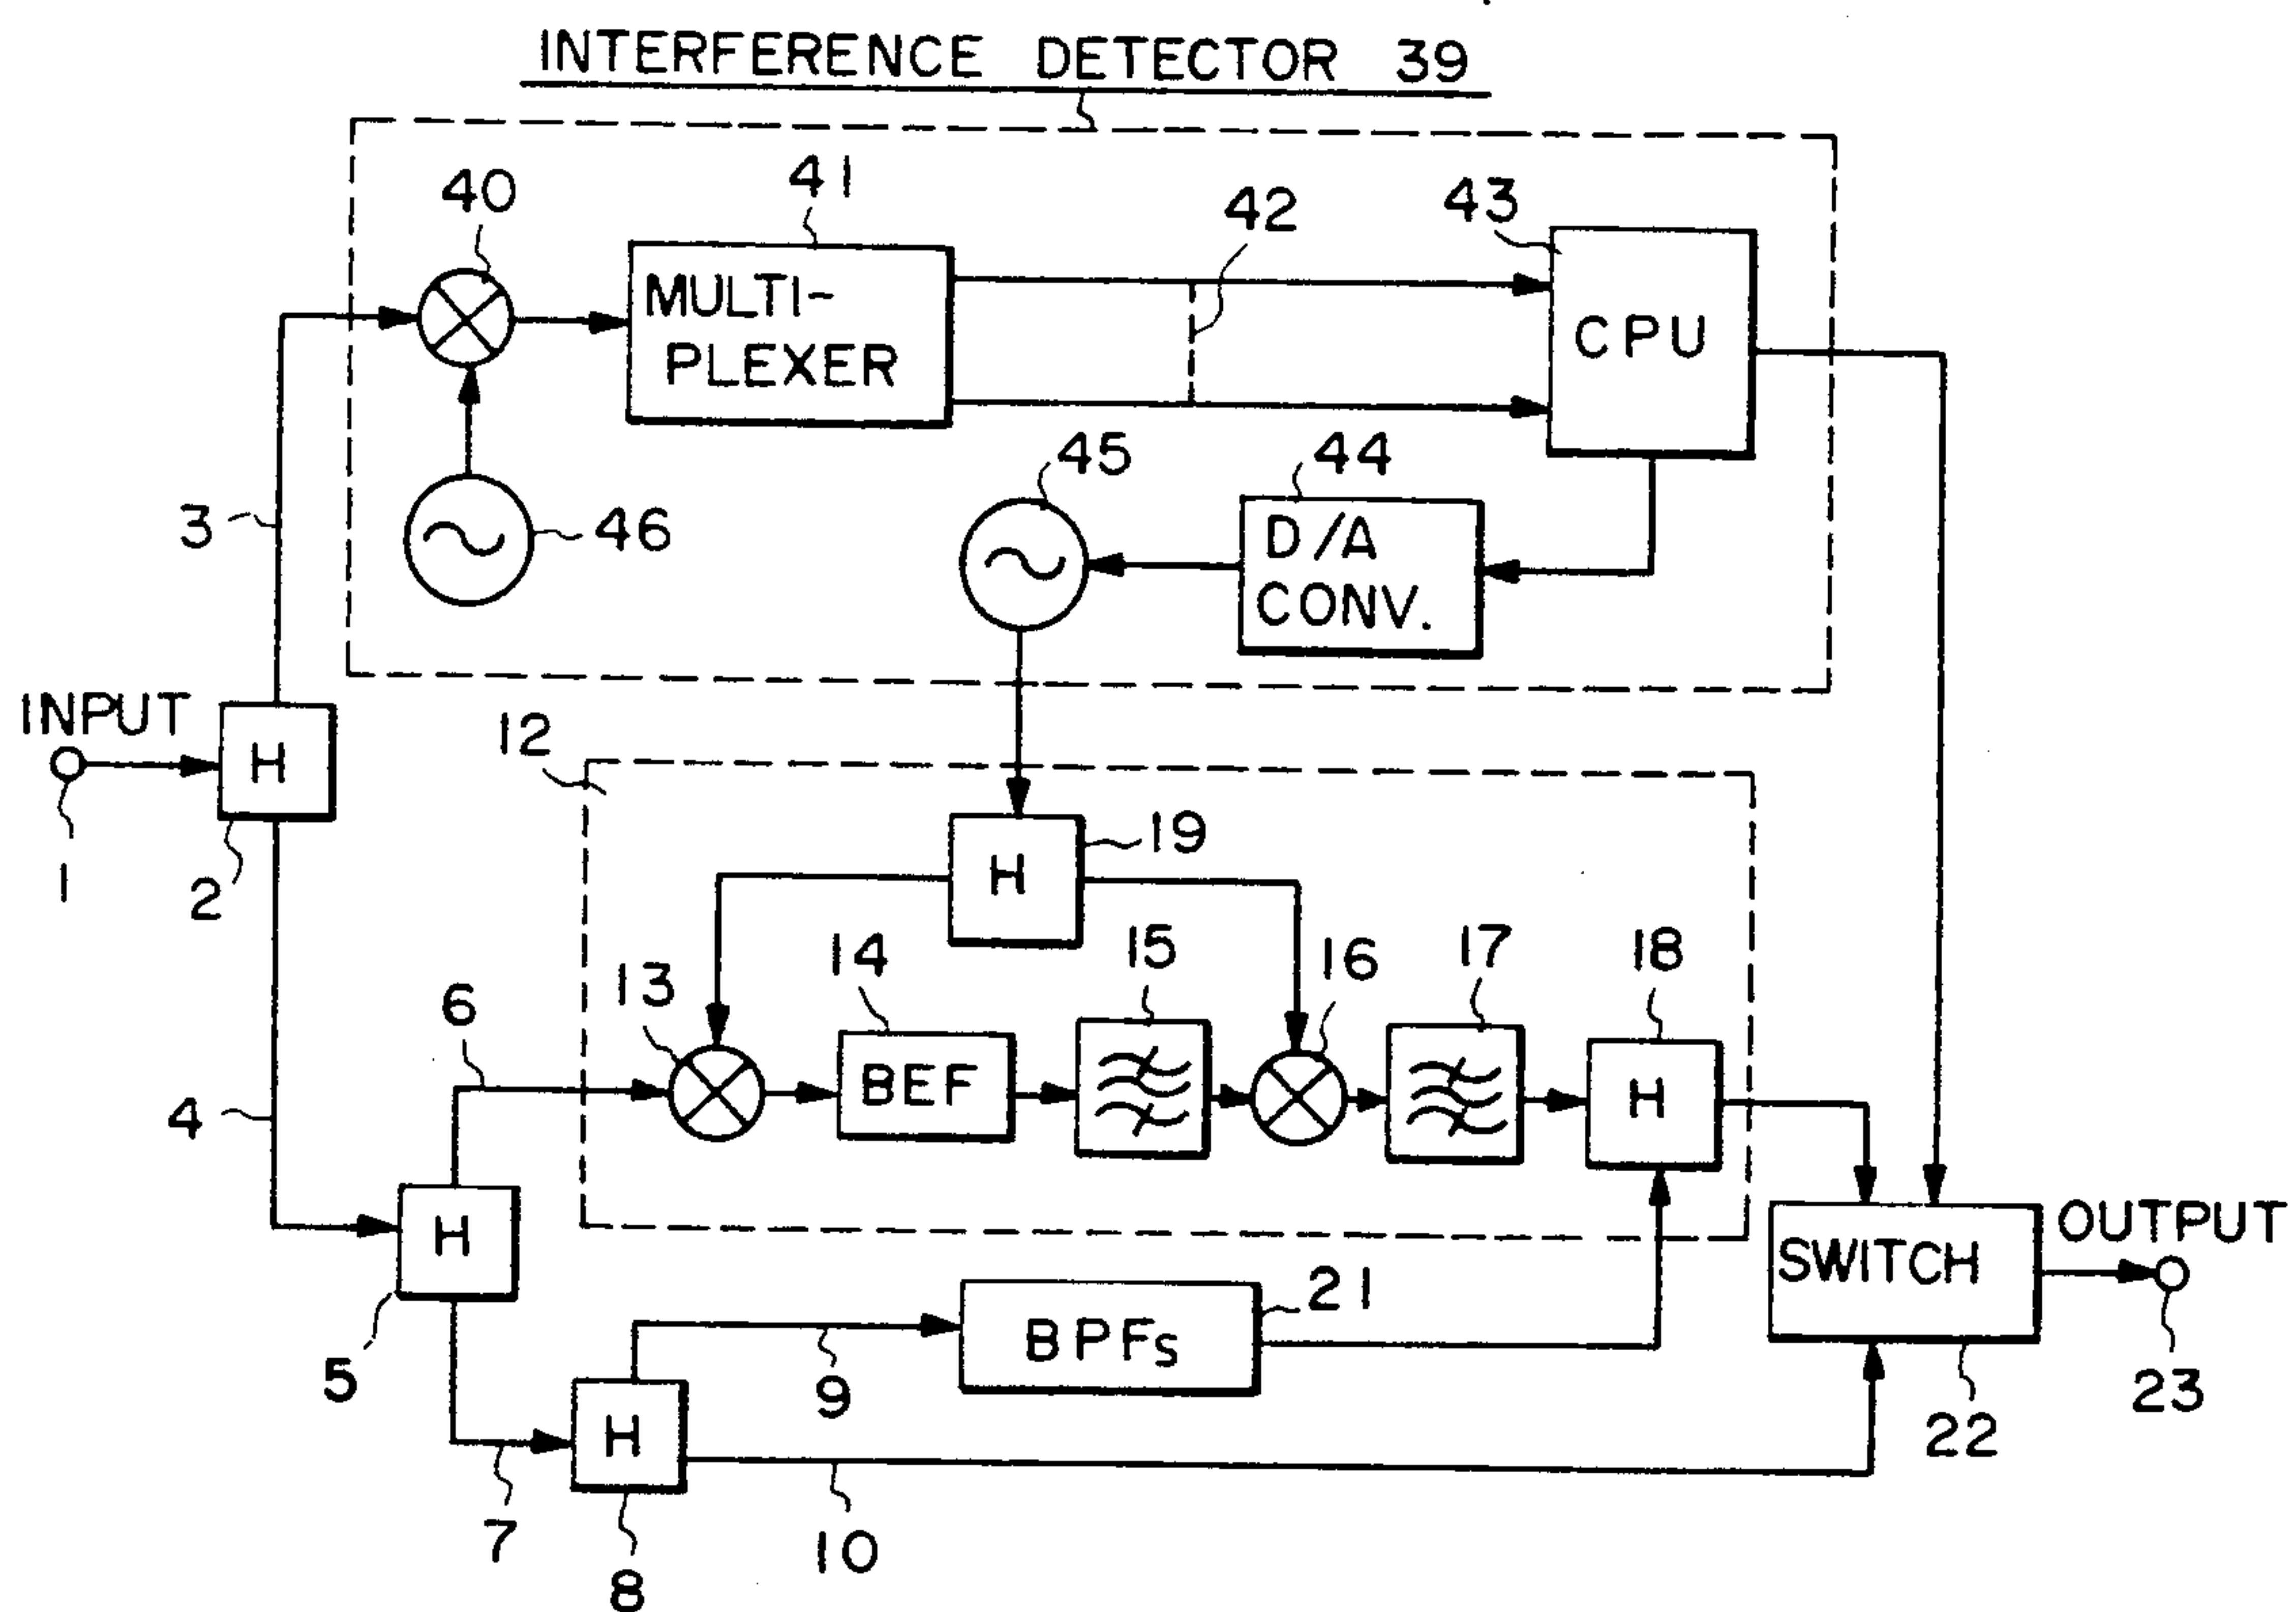 INTERFERENCE DETECTOR 39
40
41
42
43
MULTI-
PLEXER
CPU
3
46
45
44
D/A
CONV.
INPUT
H
1
2
12
H
19
6
13
14
15
16
17
18
BEF
H
4
H
5
SWITCH
OUTPUT
BPFs
21
9
H
22
23
7
8
10